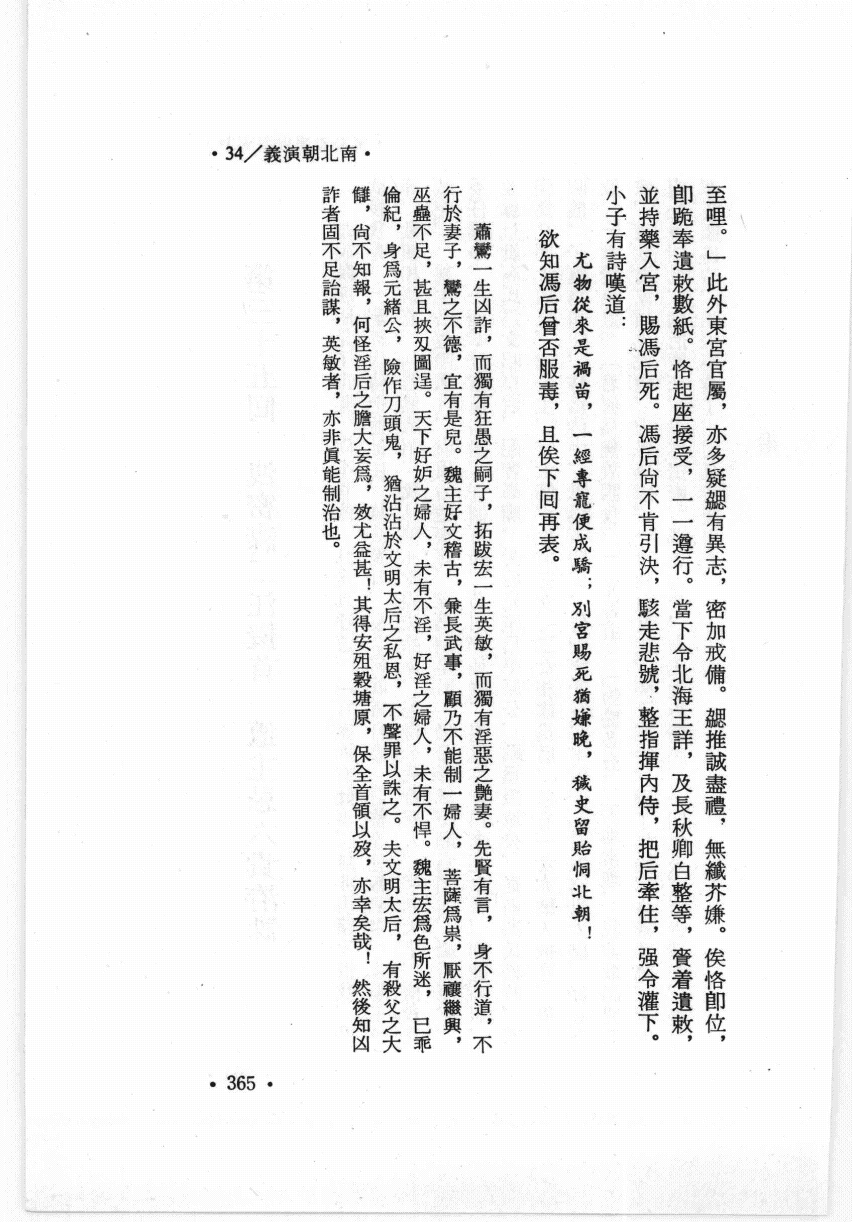 •34／義演朝北南•
至哩。」此外東宮官屬，亦多疑勰有異志，密加戒備。勰推誠盡禮，無纖芥嫌。俟恪卽位，
卽跪奉遺敕數紙。恪起座接受，一一遵行。當下令北海王詳，及長秋卿白整等，賫着遺敕，
並持藥入宮，賜馮后死。馮后尙不肯引決，駭走悲號，整指揮內侍，把后牽住，强令灌下。
小子有詩嘆道：
尤物從來是禍苗，一經專寵便成驕；別宮賜死猶嫌晚，穢史留貽恫北朝！
欲知馮后曾否服毒，且俟下回再表。
蕭鸞一生凶詐，而獨有狂愚之嗣子，拓跋宏一生英敏，而獨有淫惡之艷妻。先賢有言，身不行道，不
行於妻子，鸞之不德，宜有是兒。魏主好文稽古，兼長武事，顧乃不能制一婦人，菩薩爲祟，厭禳繼興，
巫蠱不足，甚且挾刃圖逞。天下好妒之婦人，未有不淫，好淫之婦人，未有不悍。魏主宏爲色所迷，已乖
倫紀，身爲元緒公，險作刀頭鬼，猶沾沾於文明太后之私恩，不聲罪以誅之。夫文明太后，有殺父之大
讎，尙不知報，何怪淫后之膽大妄爲，效尤益甚！其得安殂穀塘原，保全首領以歿，亦幸矣哉！然後知凶
詐者固不足詒謀，英敏者，亦非眞能制治也。
•365•